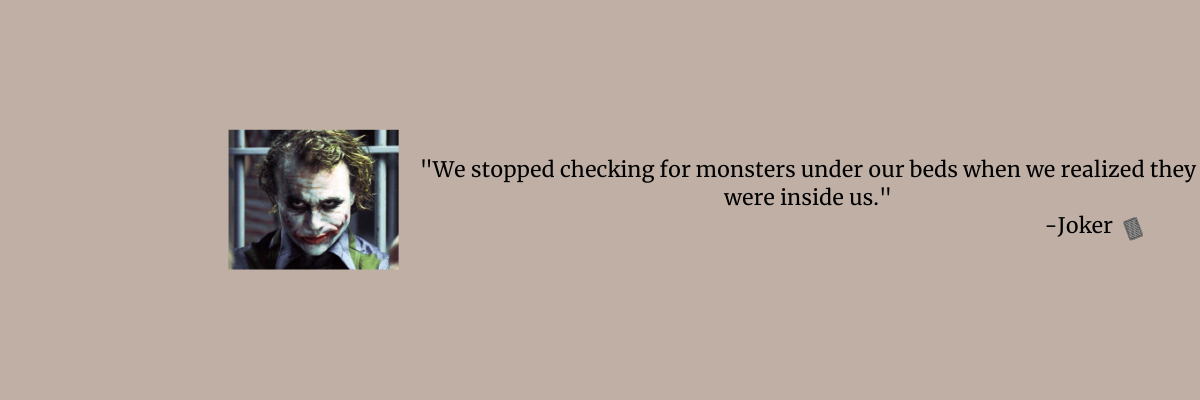 "We stopped checking for monsters under our beds when we realized they
were inside us."
-Joker